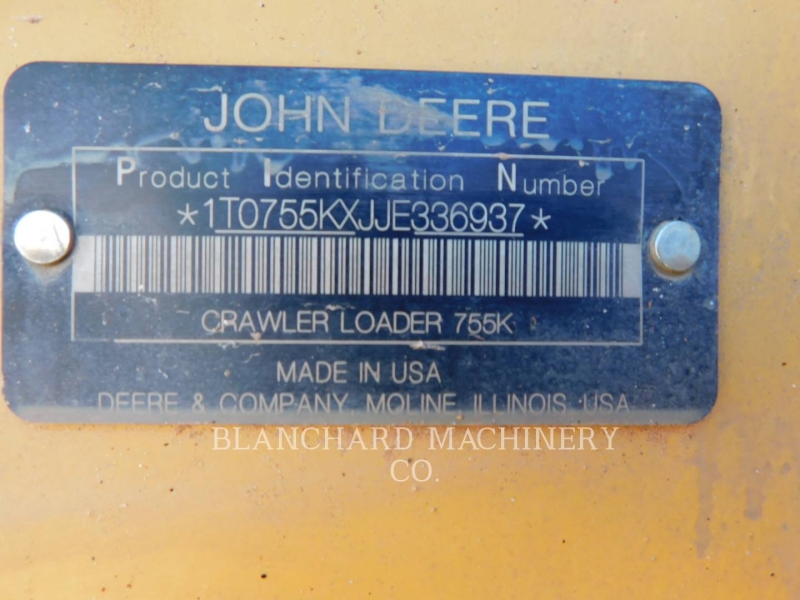 JOHN DEERE
Product Identification Number
*1T0755KXJJE336937*
CRAWLER LOADER 755K
MADE IN USA
DEERE & COMPANY MOLINE ILLINOIS USA
BLANCHARD MACHINERY
CO.